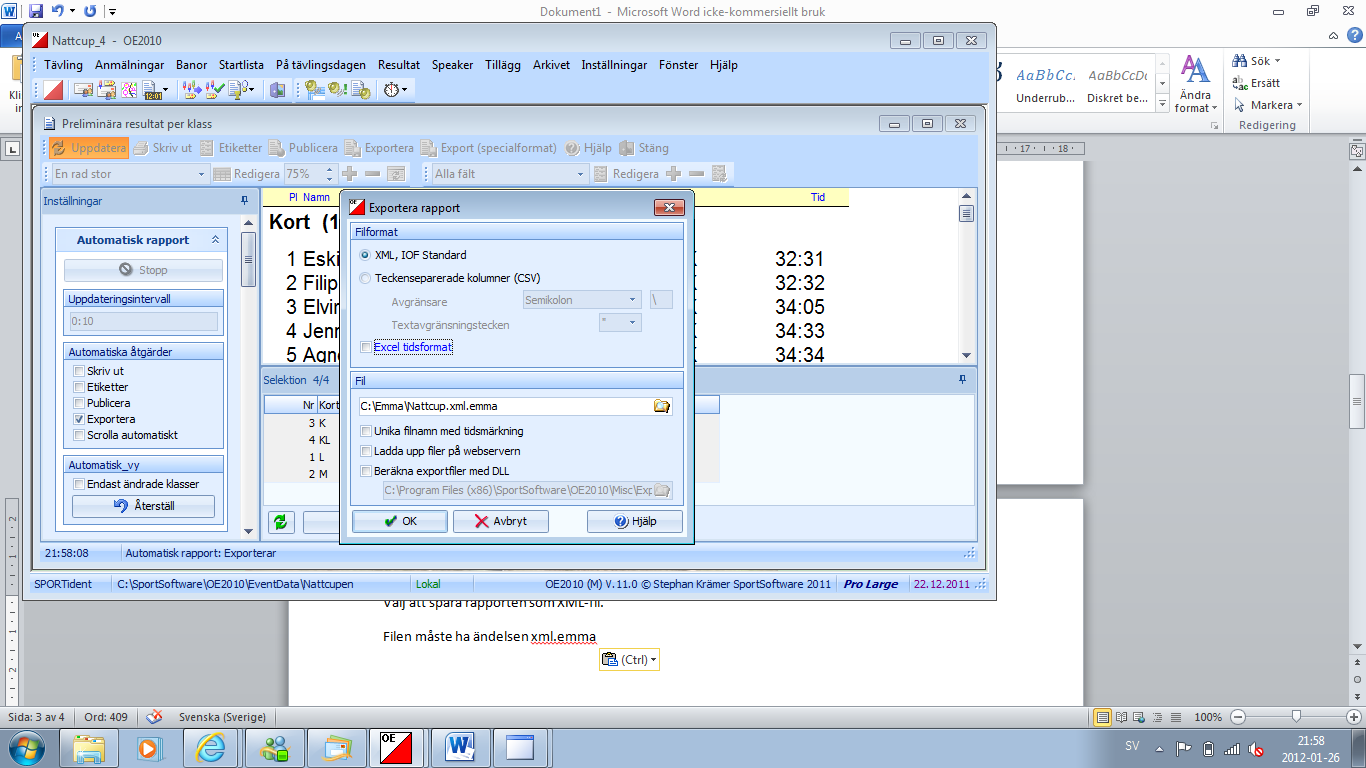 Dokument1 - Microsoft Word icke-kommersiellt bruk
Nattcup_4 - OE2010
Tävling Anmälningar Banor Startlista På tävlingsdagen Resultat Speaker Tillägg Arkivet Inställningar Fönster Hjälp
AaBbCc. AaBbCcDc
Underrub... Diskret be...
Ändra
format
Sök
Ersätt
Markera
Redigering
Preliminära resultat per klass
Uppdatera Skriv ut Etiketter Publicera Exportera Export (specialformat) Hjälp Stäng
En rad stor Redigera 75% Alla fält Redigera
Inställningar
Automatisk rapport
Stopp
Uppdateringsintervall
0:10
Automatiska åtgärder
Skriv ut
Etiketter
Publicera
Exportera
Scrolla automatiskt
Automatisk_vy
Endast ändrade klasser
Återställ
Pl Namn Tid
Kort (1
1 Eski 32:31
2 Filip 32:32
3 Elvir 34:05
4 Jenn 34:33
5 Agne 34:34
Selektion 4/4
Nr Kort
3 K
4 KL
1 L
2 M
Exportera rapport
Filformat
XML, IOF Standard
Teckenseparerade kolumner (CSV)
Avgränsare Semikolon \
Textavgränsningstecken "
Excel tidsformat
Fil
C:\Emma\Nattcup.xml.emma
Unika filnamn med tidsmärkning
Ladda upp filer på webservern
Beräkna exportfiler med DLL
C:\Program Files (x86)\SportSoftware\OE2010\Misc\Exp
OK Avbryt Hjälp
21:58:08 Automatisk rapport: Exporterar
SPORTident C:\SportSoftware\OE2010\EventData\Nattcupen Lokal OE2010 (M) V.11.0 © Stephan Krämer SportSoftware 2011 Pro Large 22.12.2011
Välj att spara rapporten som XML-fil.
Filen måste ha ändelsen xml.emma
(Ctrl)
Sida: 3 av 4 Ord: 409 Svenska (Sverige) 100%
SV 21:58
2012-01-26